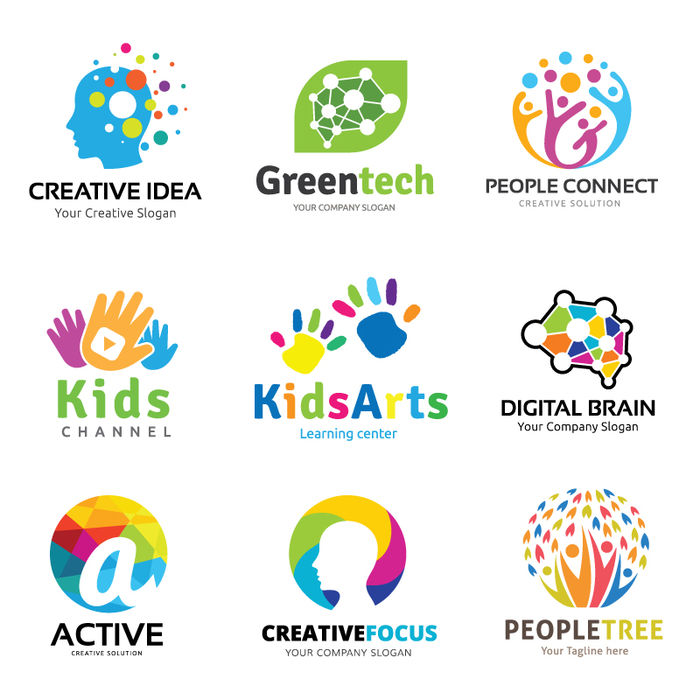 CREATIVE IDEA
Your Creative Slogan
Greentech
YOUR COMPANY SLOGAN
PEOPLE CONNECT
CREATIVE SOLUTION
Kids
CHANNEL
KidsArts
Learning center
DIGITAL BRAIN
Your Company Slogan
a
ACTIVE
CREATIVE SOLUTION
CREATIVEFOCUS
YOUR COMPANY SLOGAN
PEOPLETREE
Your Tagline here